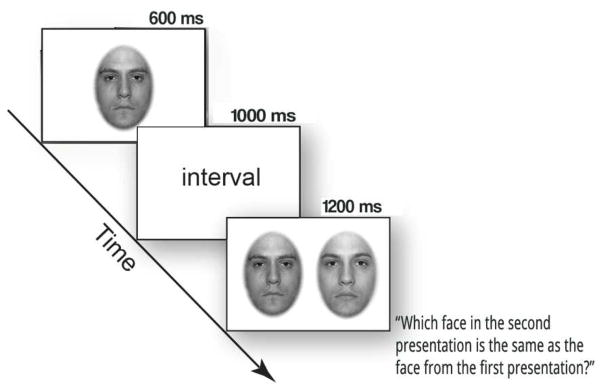 600 ms
1000 ms
interval
1200 ms
Time
“Which face in the second
presentation is the same as the
face from the first presentation?”